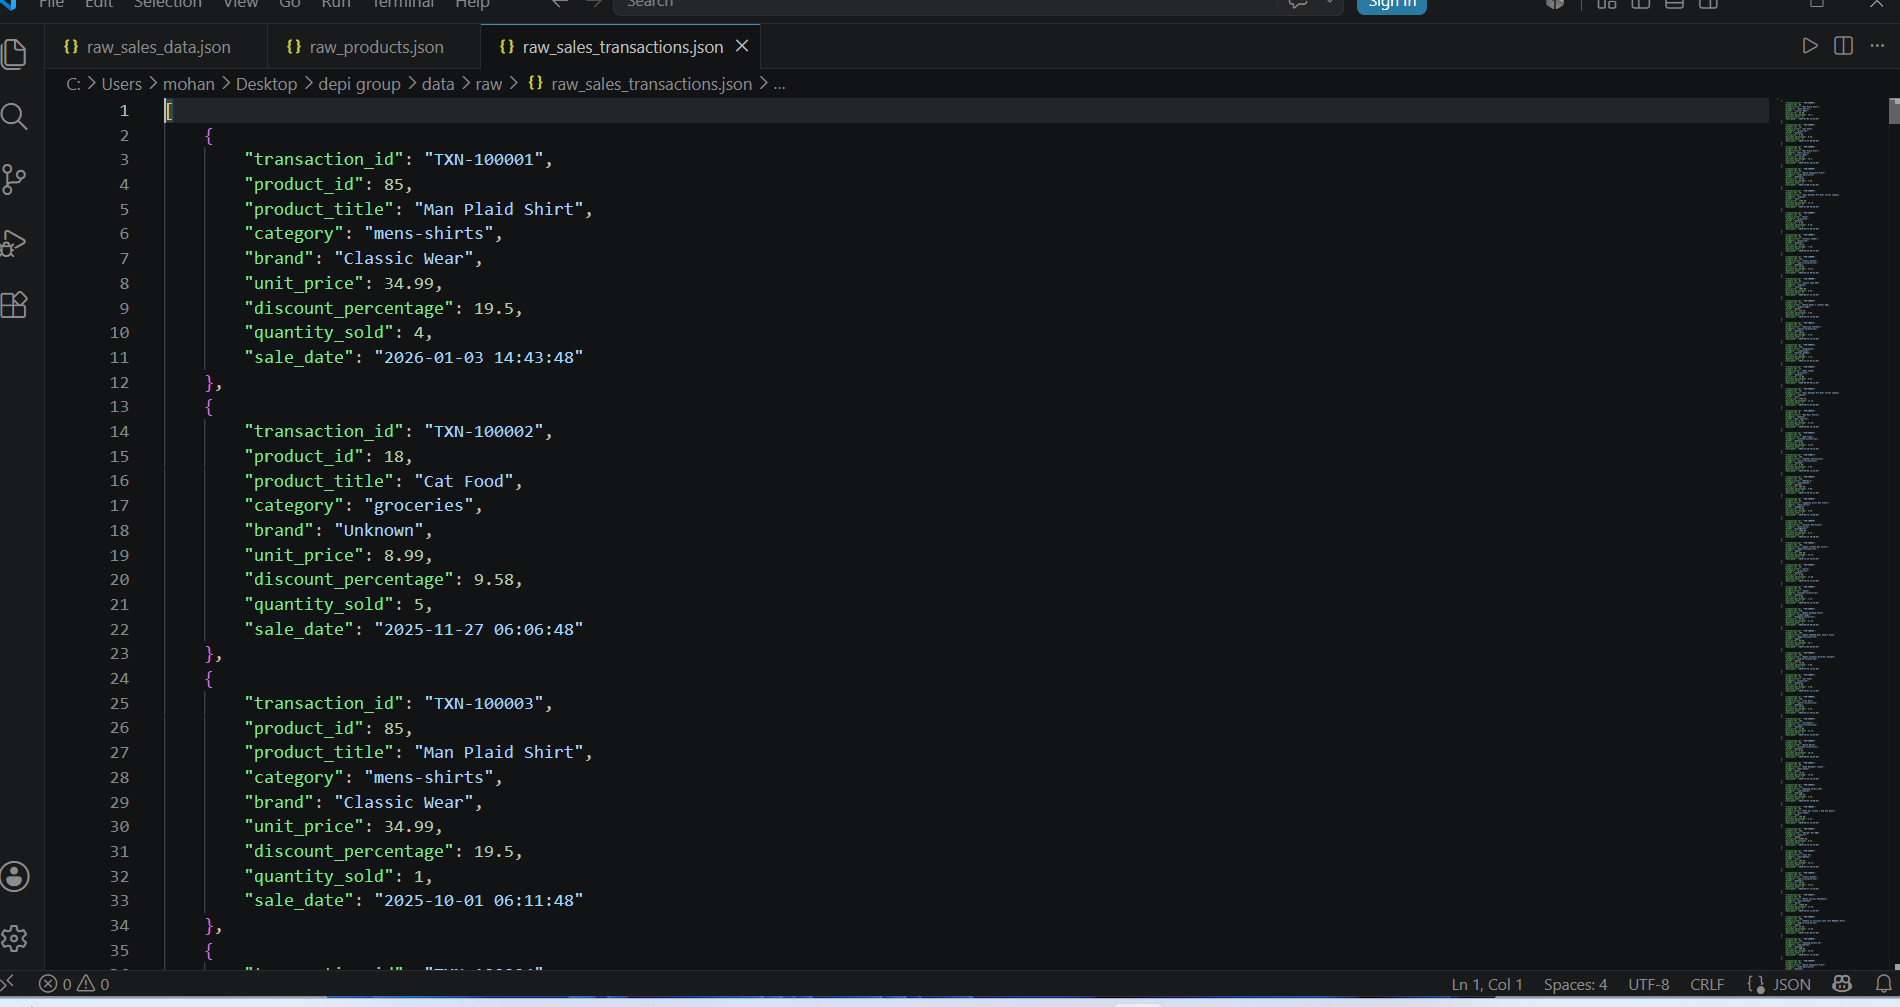 File Edit Selection View Go Run Terminal Help Search Sign in
raw_sales_data.json raw_products.json raw_sales_transactions.json
C: > Users > mohan > Desktop > depi group > data > raw > {} raw_sales_transactions.json > ...
1 [
2 {
3 "transaction_id": "TXN-100001",
4 "product_id": 85,
5 "product_title": "Man Plaid Shirt",
6 "category": "mens-shirts",
7 "brand": "Classic Wear",
8 "unit_price": 34.99,
9 "discount_percentage": 19.5,
10 "quantity_sold": 4,
11 "sale_date": "2026-01-03 14:43:48"
12 },
13 {
14 "transaction_id": "TXN-100002",
15 "product_id": 18,
16 "product_title": "Cat Food",
17 "category": "groceries",
18 "brand": "Unknown",
19 "unit_price": 8.99,
20 "discount_percentage": 9.58,
21 "quantity_sold": 5,
22 "sale_date": "2025-11-27 06:06:48"
23 },
24 {
25 "transaction_id": "TXN-100003",
26 "product_id": 85,
27 "product_title": "Man Plaid Shirt",
28 "category": "mens-shirts",
29 "brand": "Classic Wear",
30 "unit_price": 34.99,
31 "discount_percentage": 19.5,
32 "quantity_sold": 1,
33 "sale_date": "2025-10-01 06:11:48"
34 },
35 {
0 0 Ln 1, Col 1 Spaces: 4 UTF-8 CRLF {} JSON